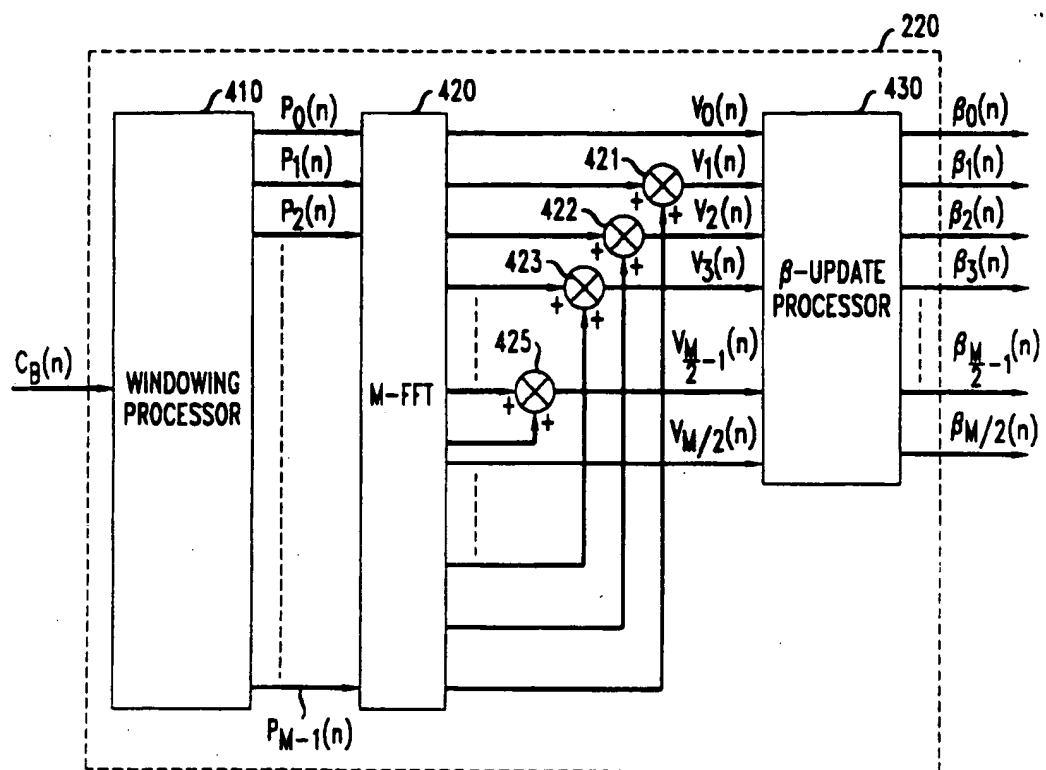 220
410
P0(n)
420
V0(n)
430
β0(n)
P1(n)
421
V1(n)
β1(n)
P2(n)
422
V2(n)
β2(n)
423
V3(n)
β-UPDATE
PROCESSOR
β3(n)
+ +
+ +
+ +
+ +
CB(n)
WINDOWING
PROCESSOR
M-FFT
425
VM/2-1(n)
βM/2-1(n)
VM/2(n)
βM/2(n)
PM-1(n)